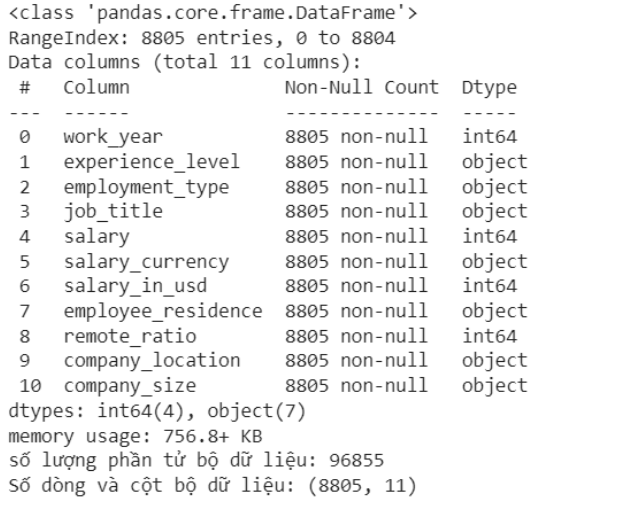 <class 'pandas.core.frame.DataFrame'>
RangeIndex: 8805 entries, 0 to 8804
Data columns (total 11 columns):
 #   Column              Non-Null Count  Dtype
---  ------              --------------  -----
 0   work_year           8805 non-null   int64
 1   experience_level    8805 non-null   object
 2   employment_type     8805 non-null   object
 3   job_title           8805 non-null   object
 4   salary              8805 non-null   int64
 5   salary_currency     8805 non-null   object
 6   salary_in_usd       8805 non-null   int64
 7   employee_residence  8805 non-null   object
 8   remote_ratio        8805 non-null   int64
 9   company_location    8805 non-null   object
 10  company_size        8805 non-null   object
dtypes: int64(4), object(7)
memory usage: 756.8+ KB
số lượng phần tử bộ dữ liệu: 96855
Số dòng và cột bộ dữ liệu: (8805, 11)